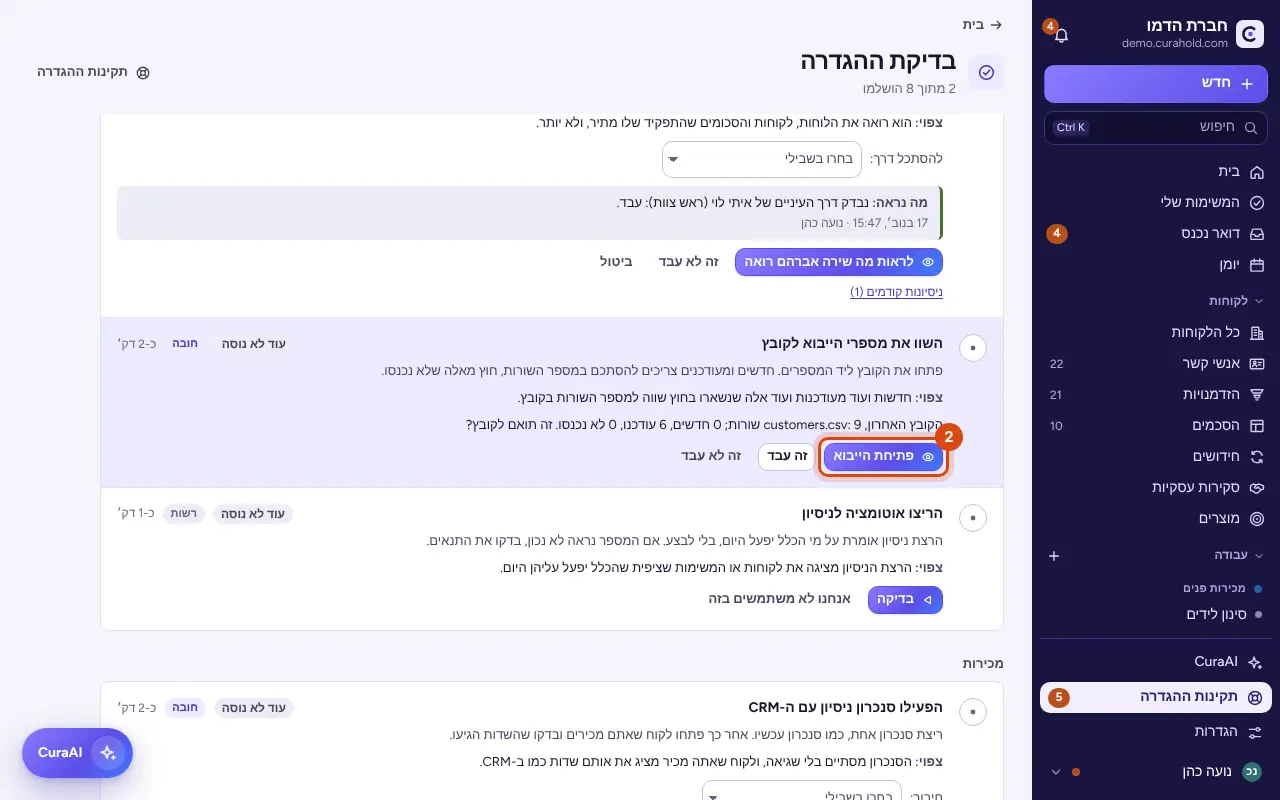 חברת הדמו
demo.curahold.com
4
חדש
חיפוש
Ctrl K
בית
המשימות שלי
דואר נכנס
4
יומן
לקוחות
כל הלקוחות
אנשי קשר
22
הזדמנויות
21
הסכמים
10
חידושים
סקירות עסקיות
מוצרים
עבודה
מכירות פנים
סינון לידים
CuraAI
תקינות ההגדרה
5
הגדרות
נועה כהן
נכ
בית
בדיקת ההגדרה
2 מתוך 8 הושלמו
תקינות ההגדרה
צפוי: הוא רואה את הלוחות, לקוחות והסכומים שהתפקיד שלו מתיר, ולא יותר.
להסתכל דרך:
בחרו בשבילי
מה נראה: נבדק דרך העיניים של איתי לוי (ראש צוות): עבד.
17 בנוב׳, 15:47 · נועה כהן
לראות מה שירה אברהם רואה
זה לא עבד
ביטול
ניסיונות קודמים (1)
השוו את מספרי הייבוא לקובץ
עוד לא נוסה
חובה
כ-2 דק׳
פתחו את הקובץ ליד המספרים. חדשים ומעודכנים צריכים להסתכם במספר השורות, חוץ מאלה שלא נכנסו.
צפוי: חדשות ועוד מעודכנות ועוד אלה שנשארו בחוץ שווה למספר השורות בקובץ.
הקובץ האחרון, customers.csv: 9 שורות; 0 חדשים, 6 עודכנו, 0 לא נכנסו. זה תואם לקובץ?
2
פתיחת הייבוא
זה עבד
זה לא עבד
הריצו אוטומציה לניסיון
עוד לא נוסה
רשות
כ-1 דק׳
הרצת ניסיון אומרת על מי הכלל יפעל היום, בלי לבצע. אם המספר נראה לא נכון, בדקו את התנאים.
צפוי: הרצת הניסיון מציגה את לקוחות או המשימות שציפית שהכלל יפעל עליהן היום.
בדיקה
אנחנו לא משתמשים בזה
מכירות
הפעילו סנכרון ניסיון עם ה-CRM
עוד לא נוסה
חובה
כ-2 דק׳
ריצת סנכרון אחת, כמו סנכרון עכשיו. אחר כך פתחו לקוח שאתם מכירים ובדקו שהשדות הגיעו.
צפוי: הסנכרון מסתיים בלי שגיאה, ולקוח שאתה מכיר מציג את אותם שדות כמו ב-CRM.
חיבור:
בחרו בשבילי
CuraAI